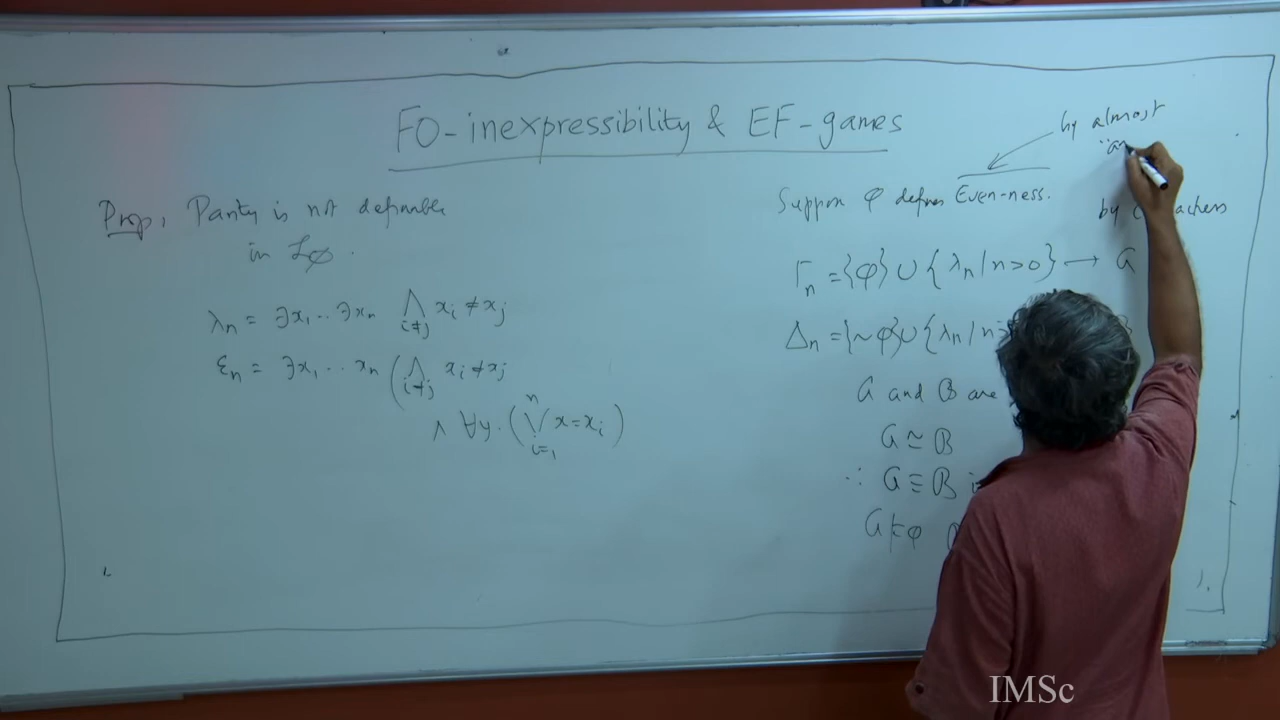 FO-inexpressibility & EF-games
Prop. Parity is not definable
in L∅.
λn = ∃x1 .. ∃xn ⋀i≠j xi ≠ xj
εn = ∃x1 .. xn ( ⋀i≠j xi ≠ xj
∧ ∀y. ( ⋁i=1n x = xi )
by almost
Suppose φ defines Even-ness.
by
Γn = {φ} ∪ { λn | n>0} → G
Δn = {~φ} ∪ { λn | n
G and B are
G ≃ B
∴ G ≡ B
G ⊨ φ
IMSc